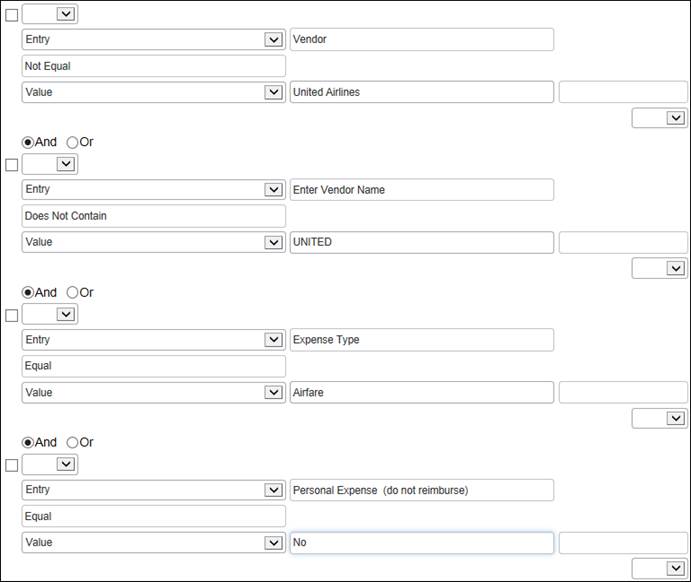 Entry Vendor
Not Equal
Value United Airlines
And Or
Entry Enter Vendor Name
Does Not Contain
Value UNITED
And Or
Entry Expense Type
Equal
Value Airfare
And Or
Entry Personal Expense (do not reimburse)
Equal
Value No